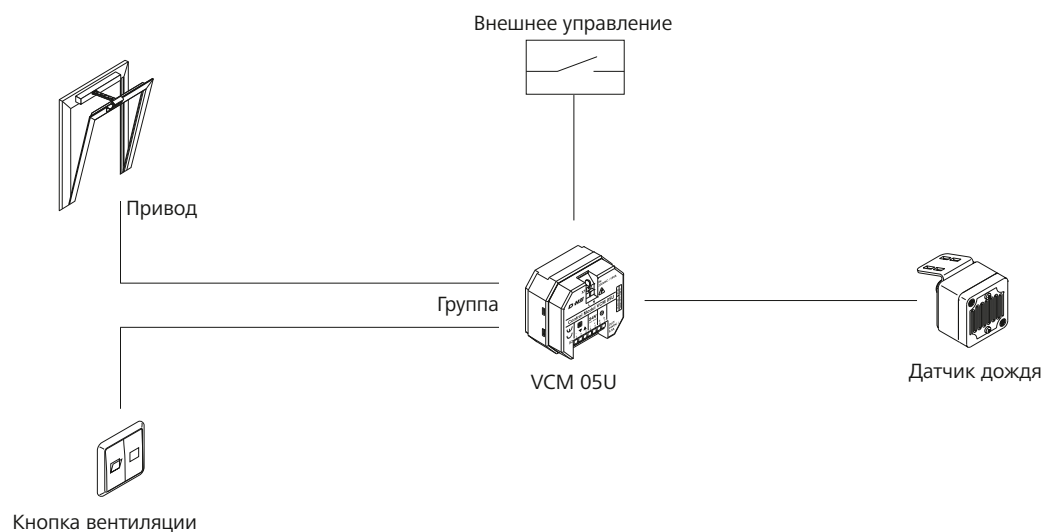 Внешнее управление
Привод
Группа
D+H
VCM 05U
Датчик дождя
Кнопка вентиляции